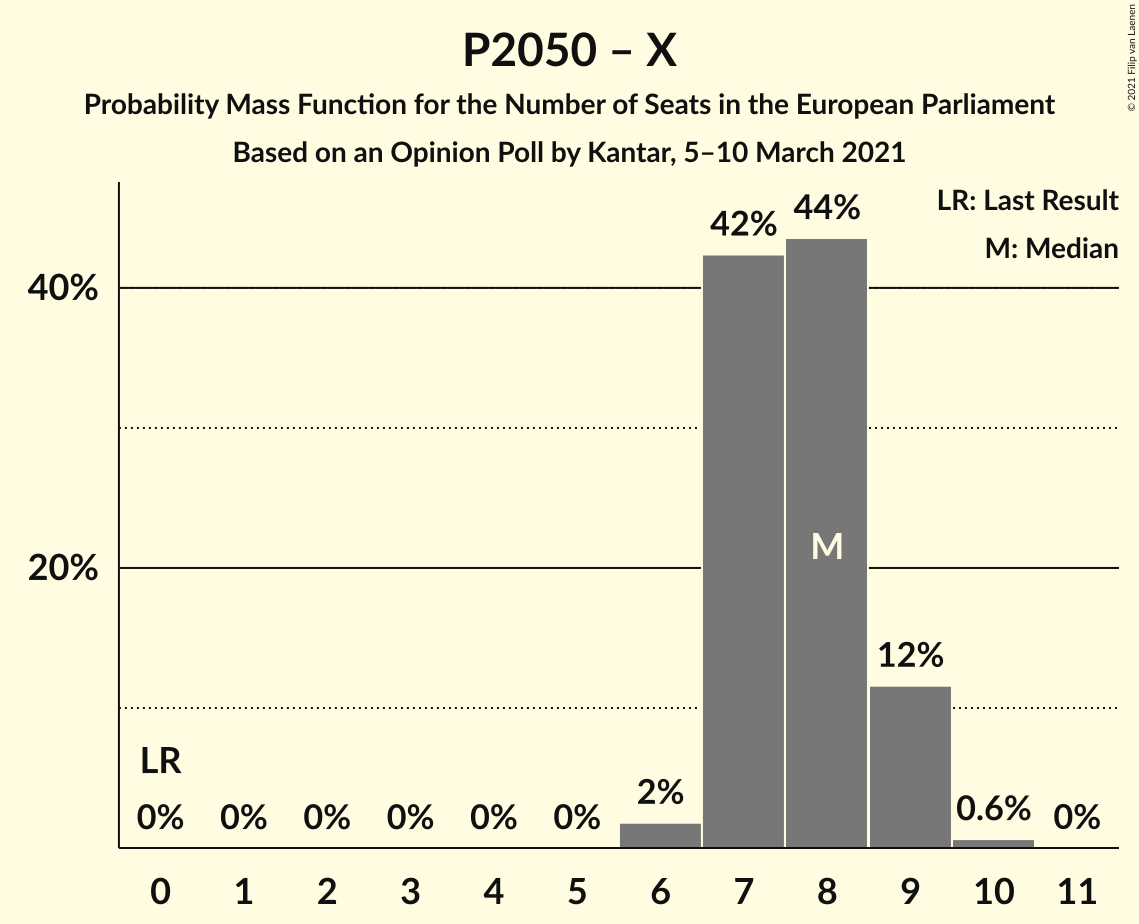 P2050 – X
Probability Mass Function for the Number of Seats in the European Parliament
Based on an Opinion Poll by Kantar, 5–10 March 2021
© 2021 Filip van Laenen
LR: Last Result
M: Median
44%
42%
40%
M
20%
12%
LR
2%
0% 0% 0% 0% 0% 0% 0.6% 0%
0 1 2 3 4 5 6 7 8 9 10 11